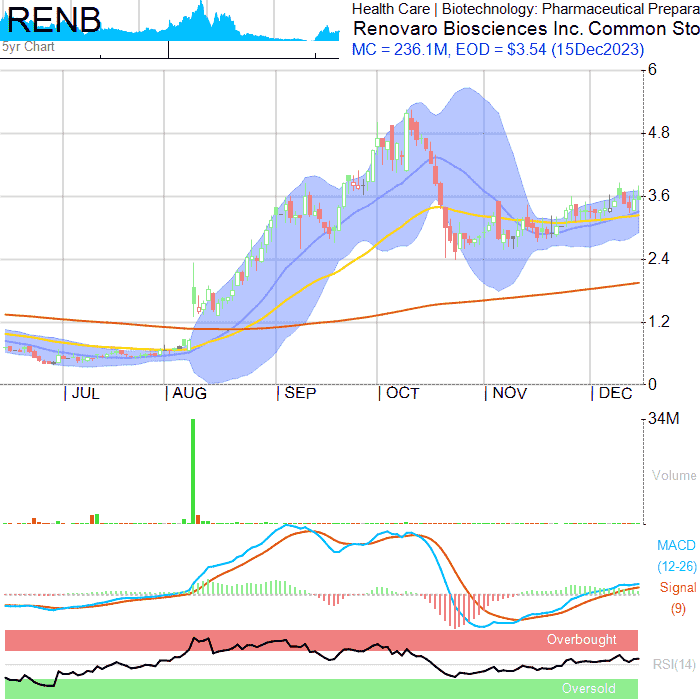 RENB
5yr Chart
Health Care | Biotechnology: Pharmaceutical Prepara
Renovaro Biosciences Inc. Common Sto
MC = 236.1M, EOD = $3.54 (15Dec2023)
6
4.8
3.6
2.4
1.2
0
JUL
AUG
SEP
OCT
NOV
DEC
34M
Volume
MACD
(12-26)
Signal
(9)
Overbought
RSI(14)
Oversold